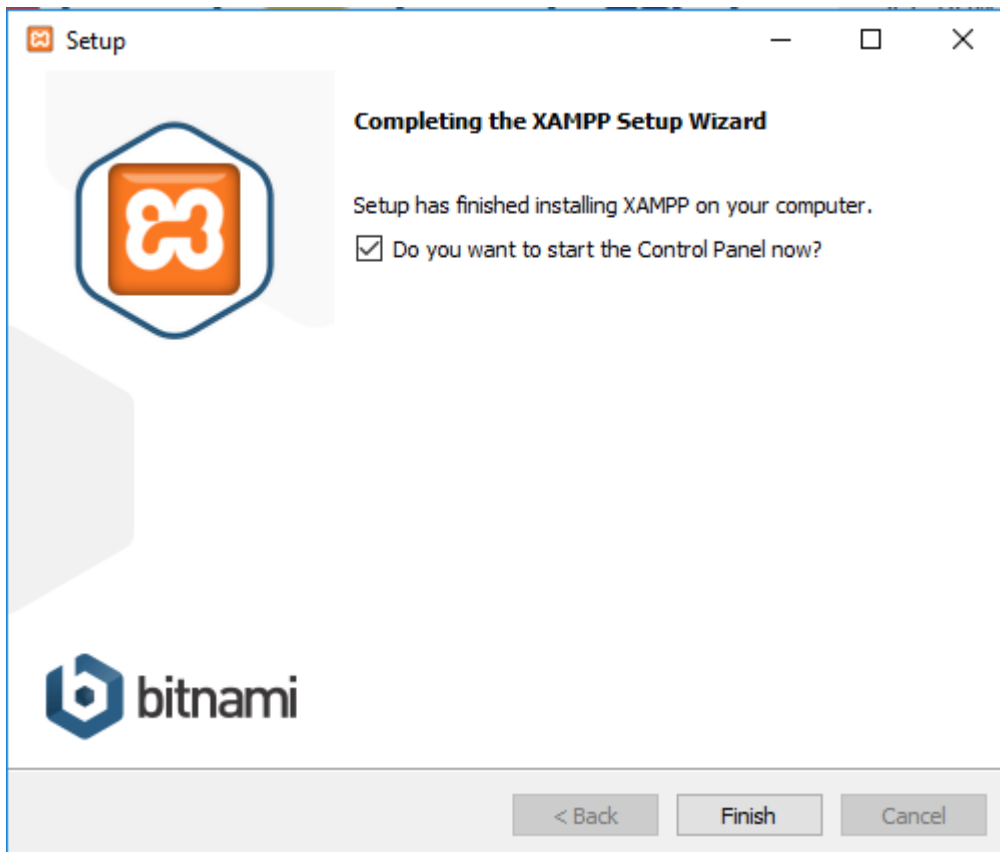 Setup
Completing the XAMPP Setup Wizard
Setup has finished installing XAMPP on your computer.
Do you want to start the Control Panel now?
bitnami
< Back
Finish
Cancel